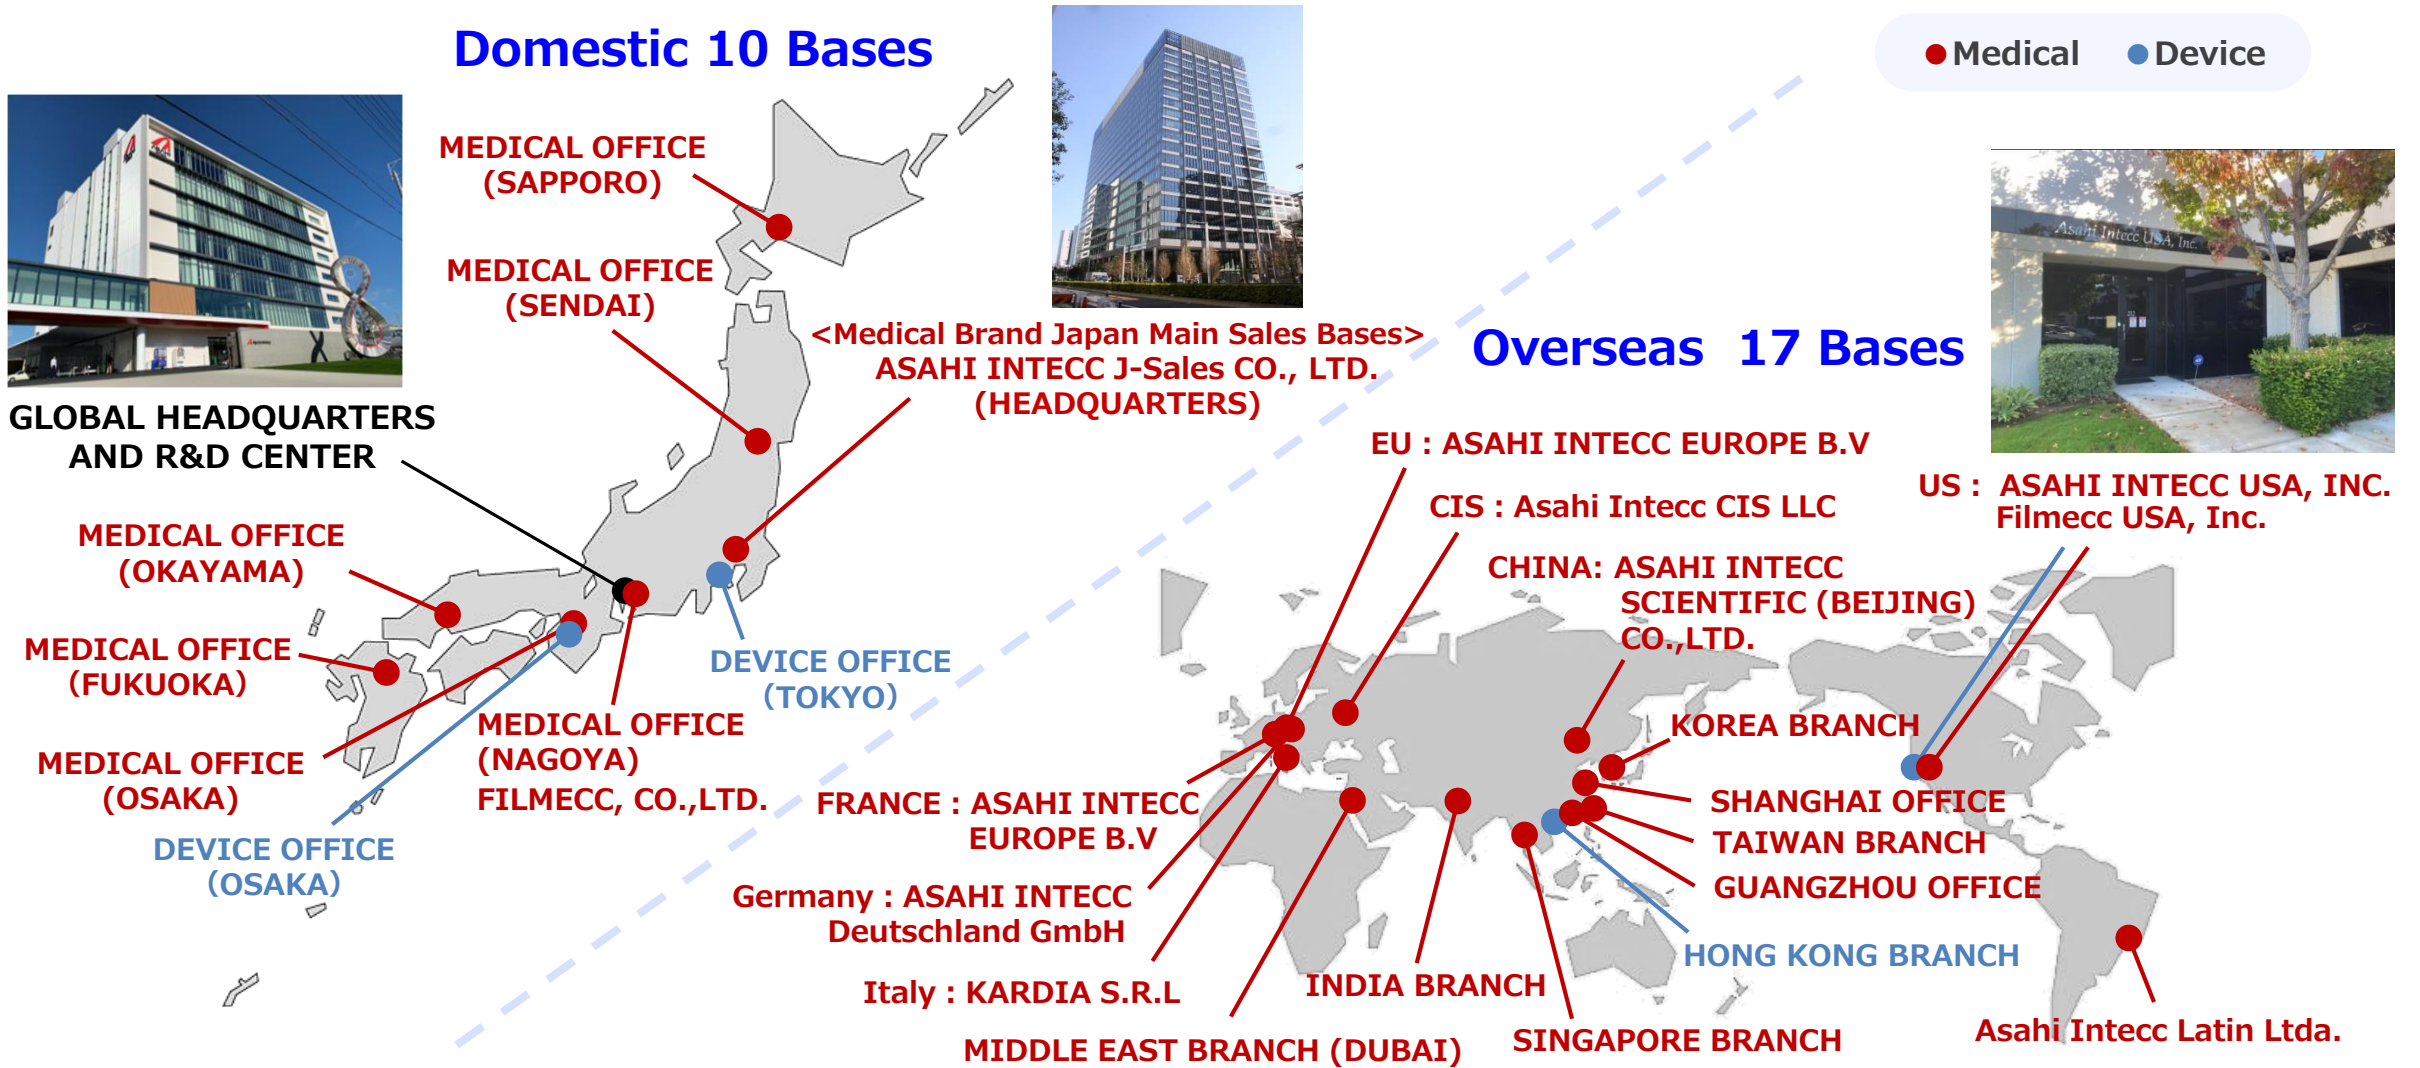 Domestic 10 Bases
Medical
Device
MEDICAL OFFICE
(SAPPORO)
MEDICAL OFFICE
(SENDAI)
<Medical Brand Japan Main Sales Bases>
ASAHI INTECC J-Sales CO., LTD.
(HEADQUARTERS)
GLOBAL HEADQUARTERS
AND R&D CENTER
MEDICAL OFFICE
(OKAYAMA)
MEDICAL OFFICE
(FUKUOKA)
MEDICAL OFFICE
(OSAKA)
DEVICE OFFICE
(OSAKA)
MEDICAL OFFICE
(NAGOYA)
FILMECC, CO.,LTD.
DEVICE OFFICE
(TOKYO)
Overseas 17 Bases
Asahi Intecc USA, Inc.
EU : ASAHI INTECC EUROPE B.V
CIS : Asahi Intecc CIS LLC
CHINA: ASAHI INTECC
SCIENTIFIC (BEIJING)
CO.,LTD.
US : ASAHI INTECC USA, INC.
Filmecc USA, Inc.
KOREA BRANCH
SHANGHAI OFFICE
TAIWAN BRANCH
GUANGZHOU OFFICE
HONG KONG BRANCH
FRANCE : ASAHI INTECC
EUROPE B.V
Germany : ASAHI INTECC
Deutschland GmbH
Italy : KARDIA S.R.L
MIDDLE EAST BRANCH (DUBAI)
INDIA BRANCH
SINGAPORE BRANCH
Asahi Intecc Latin Ltda.